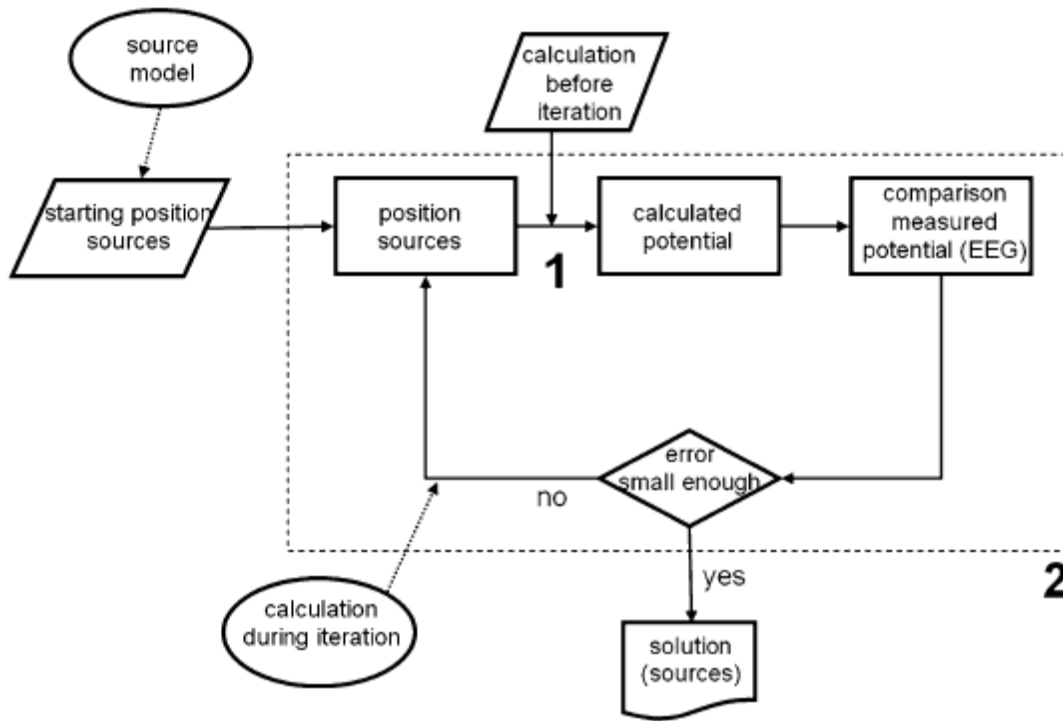 source
model
calculation
before
iteration
starting position
sources
position
sources
calculated
potential
comparison
measured
potential (EEG)
1
error
small enough
no
yes
2
calculation
during iteration
solution
(sources)